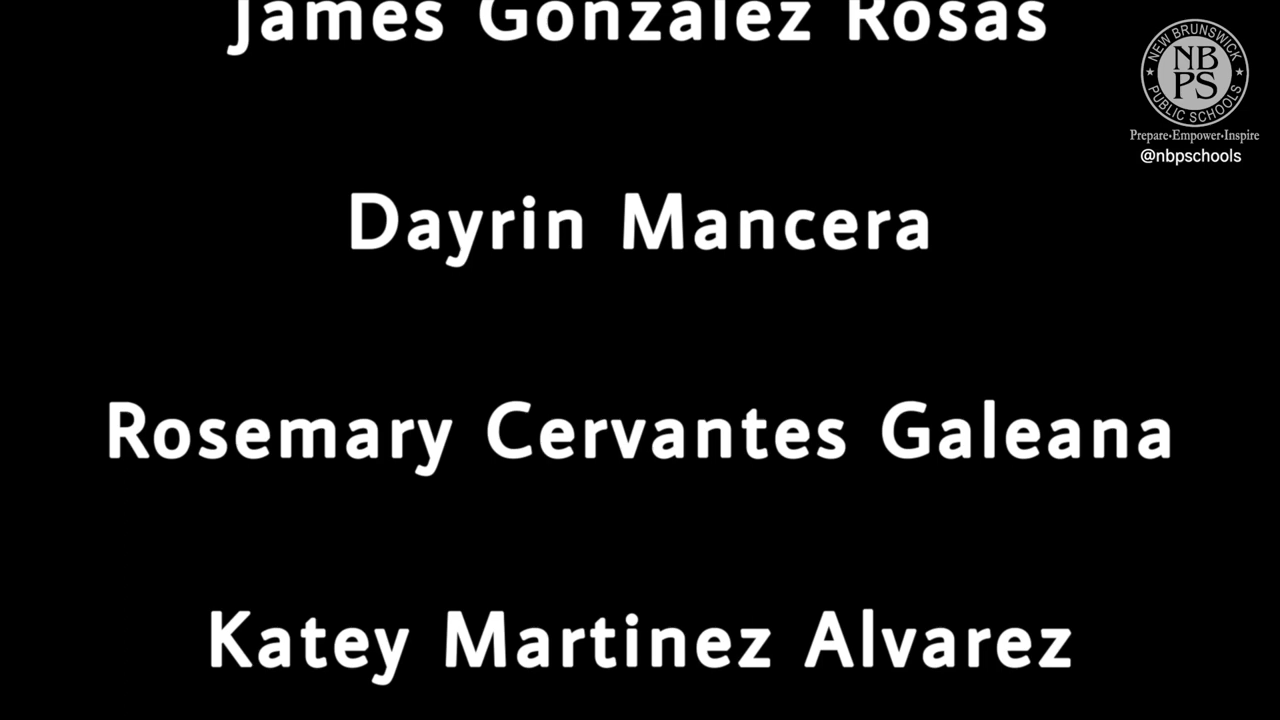 James Gonzalez Rosas
NEW BRUNSWICK
NB
PS
PUBLIC SCHOOLS
Prepare•Empower•Inspire
@nbpschools
Dayrin Mancera
Rosemary Cervantes Galeana
Katey Martinez Alvarez